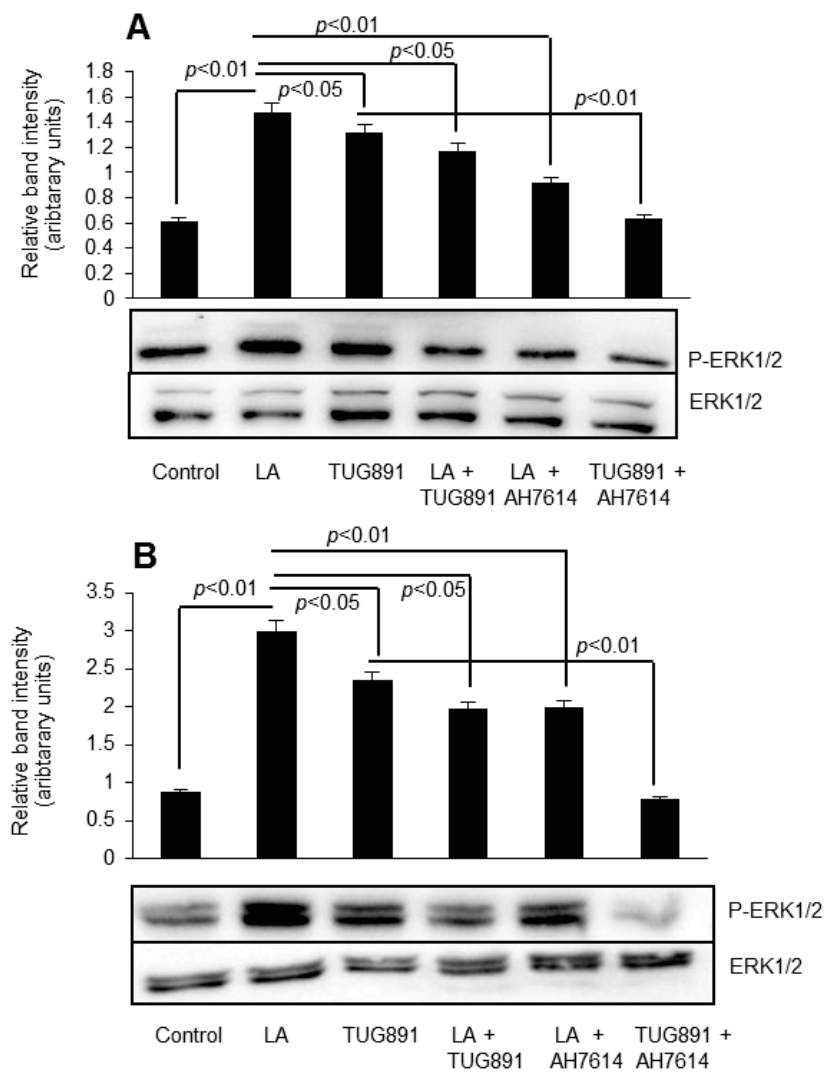 A
p<0.01
p<0.05
p<0.01
p<0.05
p<0.01
Relative band intensity
(aribtarary units)
1.8
1.6
1.4
1.2
1
0.8
0.6
0.4
0.2
0
P-ERK1/2
ERK1/2
Control LA TUG891 LA + LA + TUG891 +
TUG891 AH7614 AH7614
B
p<0.01
p<0.01
p<0.05
p<0.05
p<0.01
Relative band intensity
(aribtarary units)
3.5
3
2.5
2
1.5
1
0.5
0
P-ERK1/2
ERK1/2
Control LA TUG891 LA + LA + TUG891 +
TUG891 AH7614 AH7614